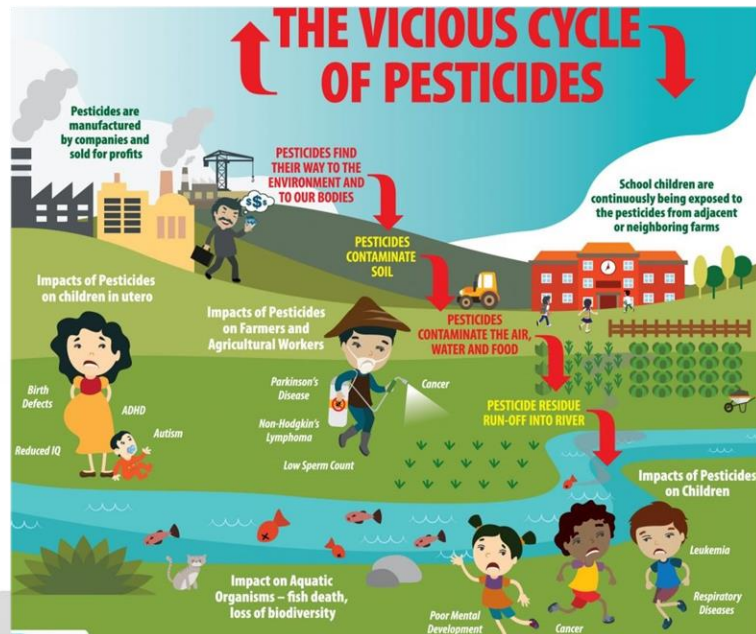 THE VICIOUS CYCLE
OF PESTICIDES
Pesticides are
manufactured
by companies and
sold for profits
PESTICIDES FIND
THEIR WAY TO THE
ENVIRONMENT AND
TO OUR BODIES
$$$
School children are
continuously being exposed to
the pesticides from adjacent
or neighboring farms
PESTICIDES
CONTAMINATE
SOIL
Impacts of Pesticides
on children in utero
Birth
Defects
ADHD
Autism
Reduced IQ
Impacts of Pesticides
on Farmers and
Agricultural Workers
Parkinson's
Disease
Cancer
Non-Hodgkin's
Lymphoma
Low Sperm Count
PESTICIDES
CONTAMINATE THE AIR,
WATER AND FOOD
PESTICIDE RESIDUE
RUN-OFF INTO RIVER
Impacts of Pesticides
on Children
Leukemia
Respiratory
Diseases
Poor Mental
Development
Cancer
Impact on Aquatic
Organisms – fish death,
loss of biodiversity